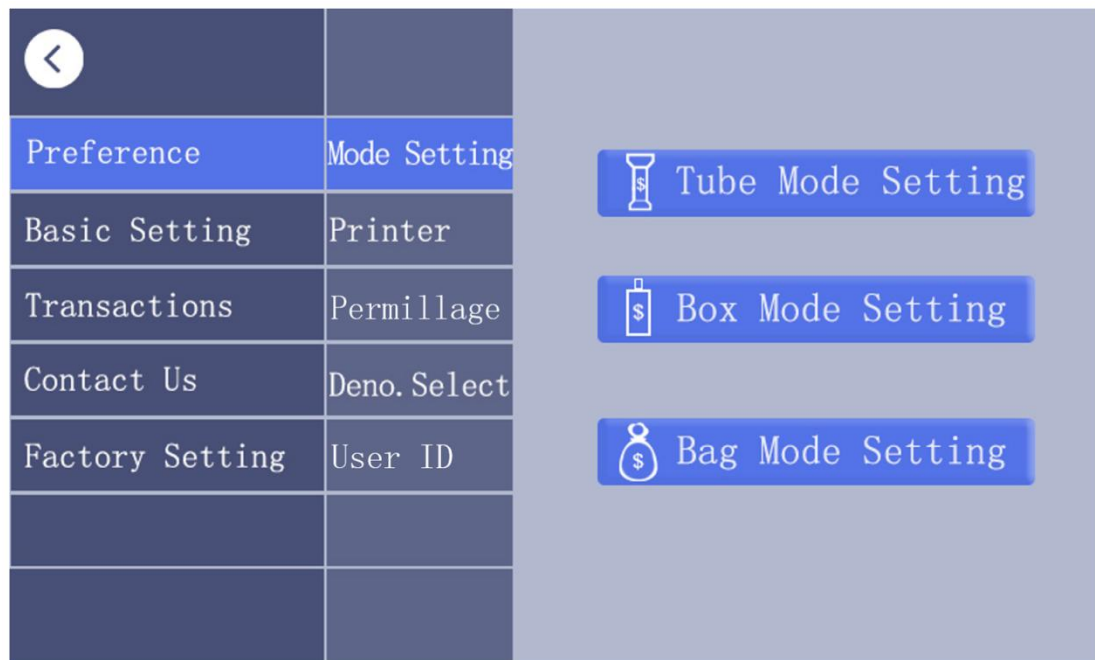 Preference
Mode Setting
Basic Setting
Printer
Transactions
Permillage
Contact Us
Deno.Select
Factory Setting
User ID
$ Tube Mode Setting
$ Box Mode Setting
$ Bag Mode Setting